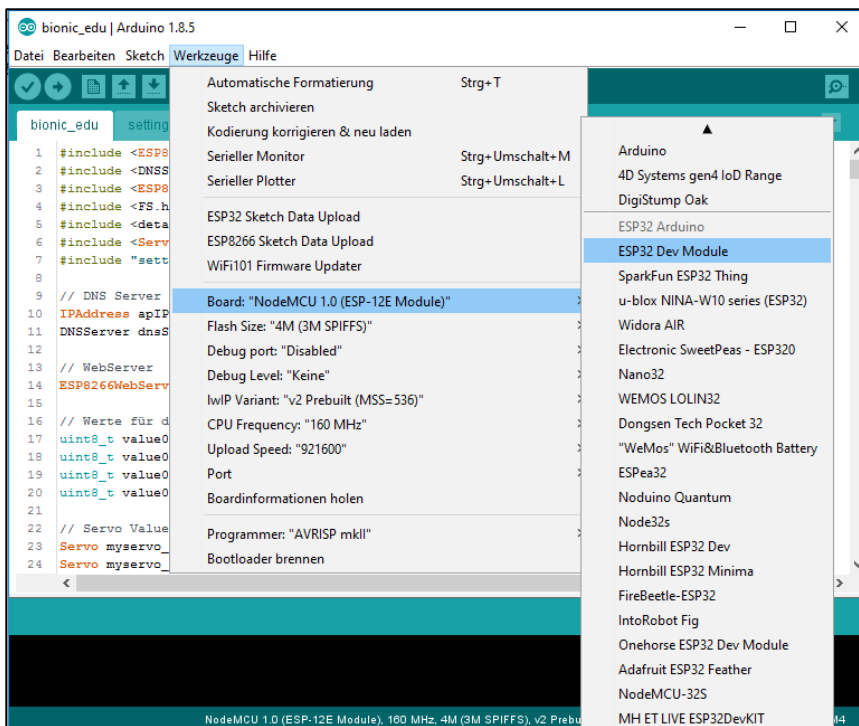 bionic_edu | Arduino 1.8.5
Datei Bearbeiten Sketch Werkzeuge Hilfe
bionic_edu setting
1 #include <ESP8
2 #include <DNSS
3 #include <ESP8
4 #include <FS.h
5 #include <deta
6 #include <Serv
7 #include "sett
8
9 // DNS Server
10 IPAddress apIP
11 DNSServer dnsS
12
13 // WebServer
14 ESP8266WebServ
15
16 // Werte für d
17 uint8_t value0
18 uint8_t value0
19 uint8_t value0
20 uint8_t value0
21
22 // Servo Value
23 Servo myservo_
24 Servo myservo_
Automatische Formatierung Strg+T
Sketch archivieren
Kodierung korrigieren & neu laden
Serieller Monitor Strg+Umschalt+M
Serieller Plotter Strg+Umschalt+L
ESP32 Sketch Data Upload
ESP8266 Sketch Data Upload
WiFi101 Firmware Updater
Board: "NodeMCU 1.0 (ESP-12E Module)"
Flash Size: "4M (3M SPIFFS)"
Debug port: "Disabled"
Debug Level: "Keine"
lwIP Variant: "v2 Prebuilt (MSS=536)"
CPU Frequency: "160 MHz"
Upload Speed: "921600"
Port
Boardinformationen holen
Programmer: "AVRISP mkII"
Bootloader brennen
Arduino
4D Systems gen4 IoD Range
DigiStump Oak
ESP32 Arduino
ESP32 Dev Module
SparkFun ESP32 Thing
u-blox NINA-W10 series (ESP32)
Widora AIR
Electronic SweetPeas - ESP320
Nano32
WEMOS LOLIN32
Dongsen Tech Pocket 32
"WeMos" WiFi&Bluetooth Battery
ESPea32
Noduino Quantum
Node32s
Hornbill ESP32 Dev
Hornbill ESP32 Minima
FireBeetle-ESP32
IntoRobot Fig
Onehorse ESP32 Dev Module
Adafruit ESP32 Feather
NodeMCU-32S
MH ET LIVE ESP32DevKIT
NodeMCU 1.0 (ESP-12E Module), 160 MHz, 4M (3M SPIFFS), v2 Prebu M4